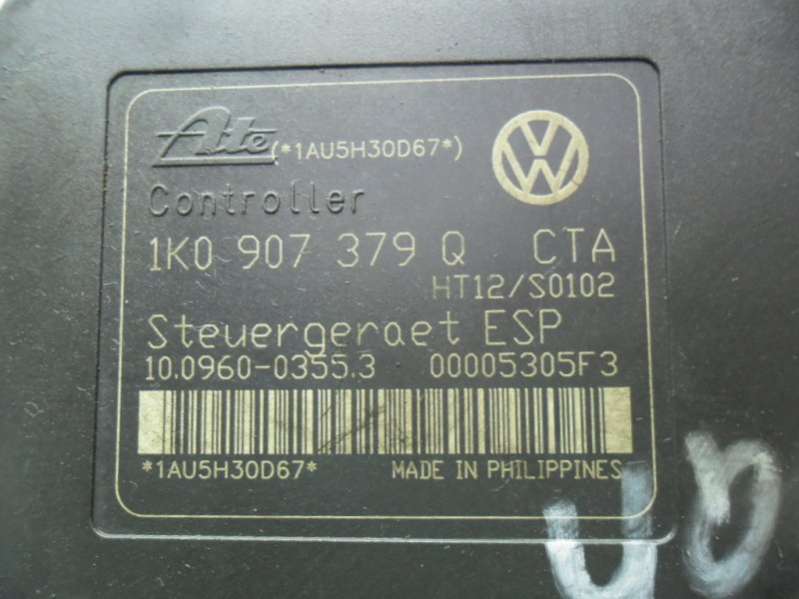 Ate (*1AU5H30D67*)
VW
Controller
1K0 907 379 Q CTA
HT12/S0102
Steuergeraet ESP
10.0960-0355.3 00005305F3
*1AU5H30D67* MADE IN PHILIPPINES